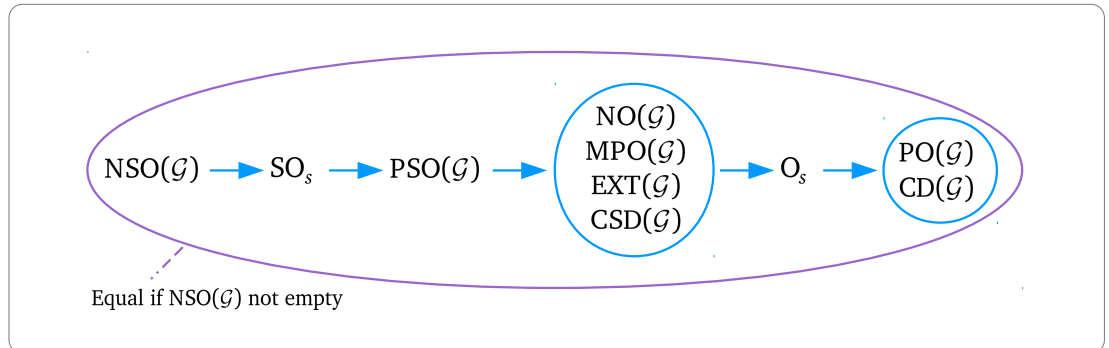 NSO(𝒢)
SOₛ
PSO(𝒢)
NO(𝒢)
MPO(𝒢)
EXT(𝒢)
CSD(𝒢)
Oₛ
PO(𝒢)
CD(𝒢)
Equal if NSO(𝒢) not empty